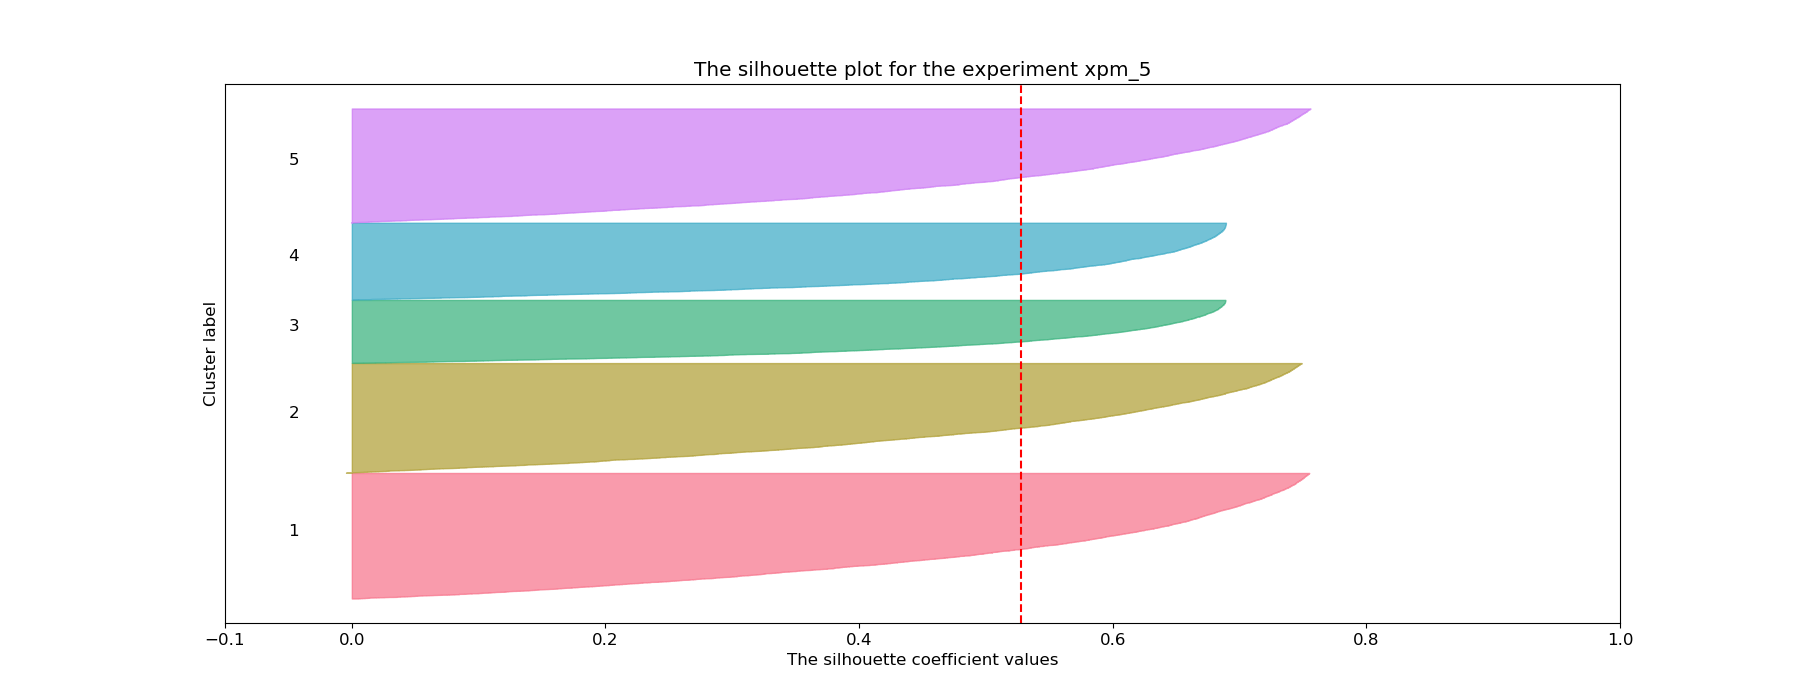 The silhouette plot for the experiment xpm_5
5
4
3
2
1
Cluster label
−0.1 0.0 0.2 0.4 0.6 0.8 1.0
The silhouette coefficient values